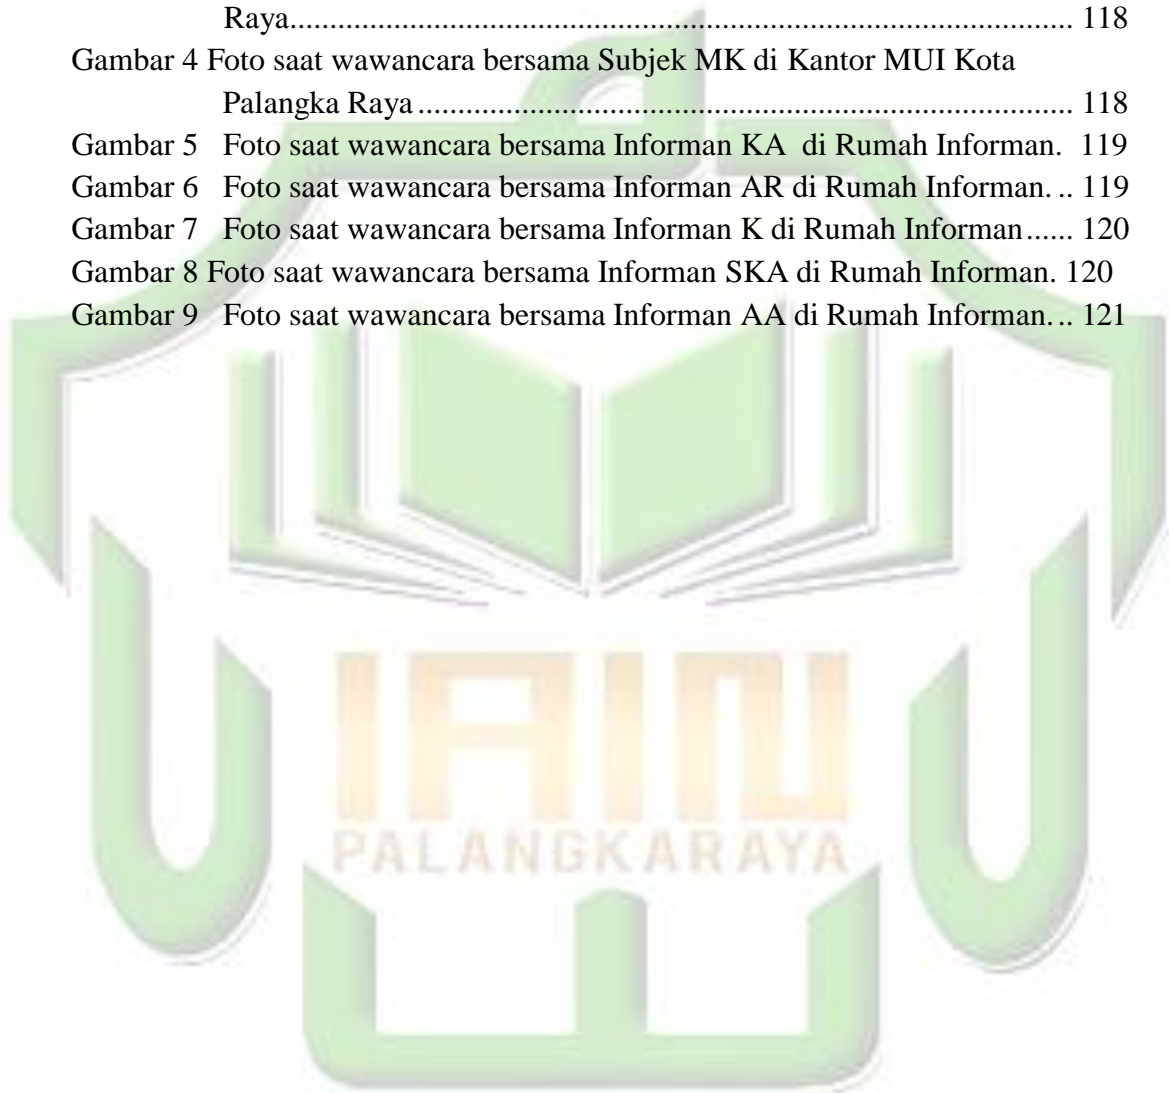 Raya........................................................................................................................ 118
Gambar 4 Foto saat wawancara bersama Subjek MK di Kantor MUI Kota
Palangka Raya........................................................................................................ 118
Gambar 5 Foto saat wawancara bersama Informan KA di Rumah Informan. 119
Gambar 6 Foto saat wawancara bersama Informan AR di Rumah Informan. .. 119
Gambar 7 Foto saat wawancara bersama Informan K di Rumah Informan...... 120
Gambar 8 Foto saat wawancara bersama Informan SKA di Rumah Informan. 120
Gambar 9 Foto saat wawancara bersama Informan AA di Rumah Informan. .. 121
IAIN
PALANGKARAYA